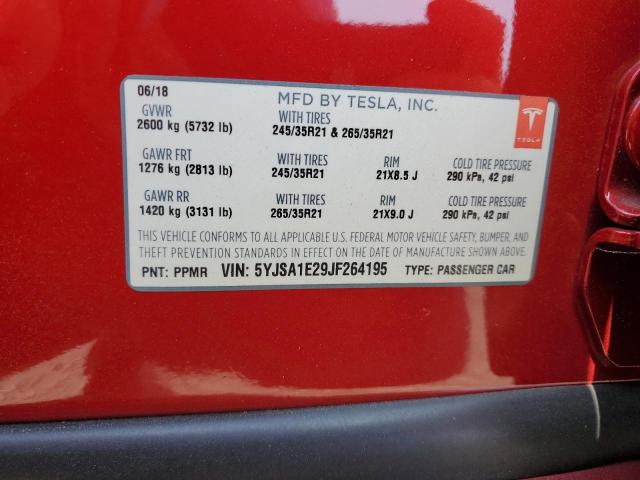 06/18
MFD BY TESLA, INC.
GVWR
2600 kg (5732 lb)
WITH TIRES
245/35R21 & 265/35R21
TESLA
GAWR FRT
1276 kg (2813 lb)
WITH TIRES
245/35R21
RIM
21X8.5 J
COLD TIRE PRESSURE
290 kPa, 42 psi
GAWR RR
1420 kg (3131 lb)
WITH TIRES
265/35R21
RIM
21X9.0 J
COLD TIRE PRESSURE
290 kPa, 42 psi
THIS VEHICLE CONFORMS TO ALL APPLICABLE U.S. FEDERAL MOTOR VEHICLE SAFETY, BUMPER, AND
THEFT PREVENTION STANDARDS IN EFFECT ON THE DATE OF MANUFACTURE SHOWN ABOVE.
PNT: PPMR VIN: 5YJSA1E29JF264195 TYPE: PASSENGER CAR